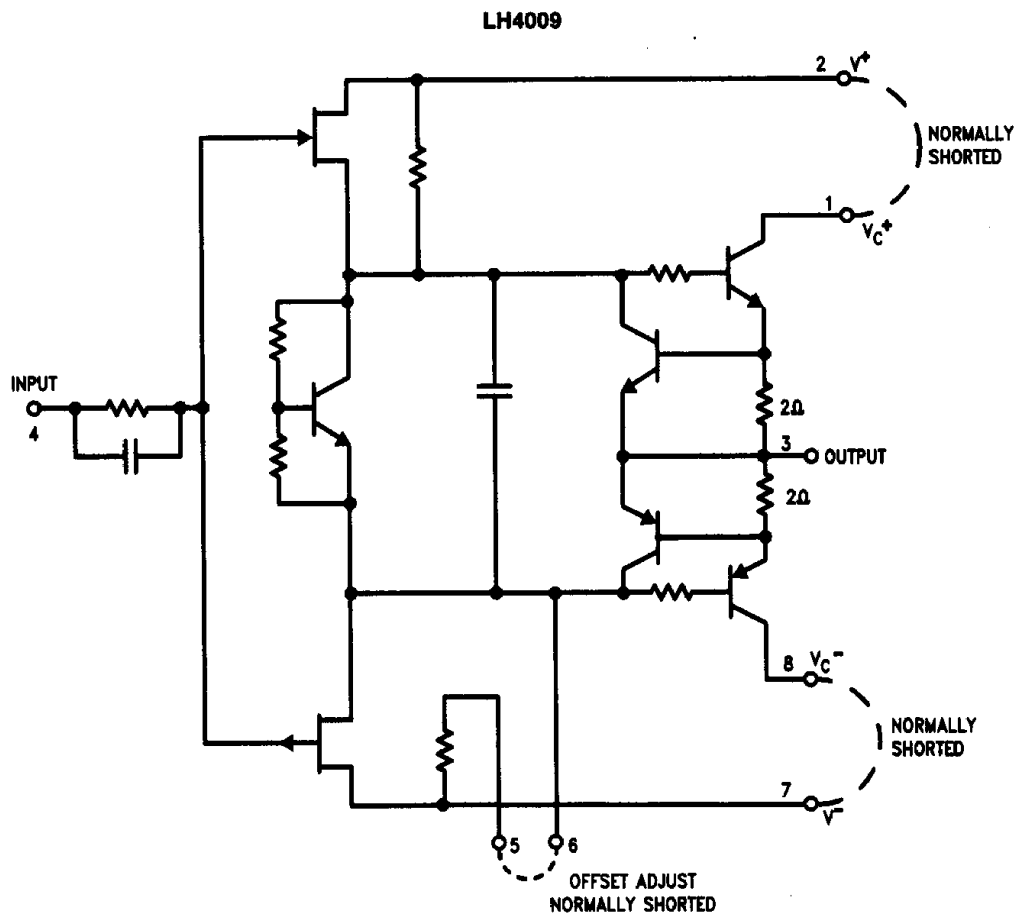 LH4009
2 V+
NORMALLY
SHORTED
1
VC+
INPUT
4
2Ω
3
OUTPUT
2Ω
8 VC-
NORMALLY
SHORTED
7
V-
5 6
OFFSET ADJUST
NORMALLY SHORTED